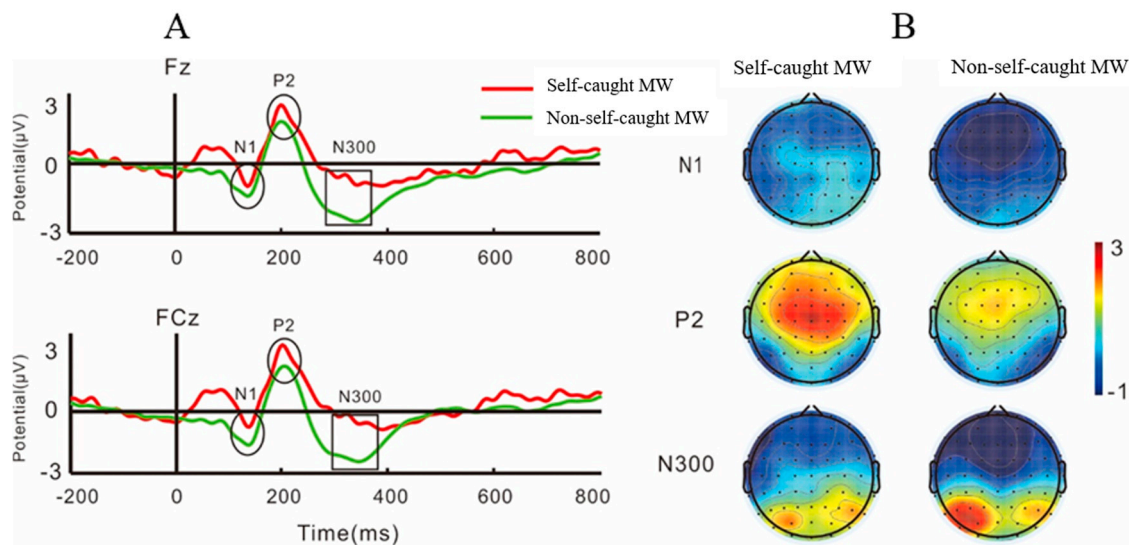 A
B
Fz
Self-caught MW
Non-self-caught MW
Potential(μV)
3
0
-3
N1
P2
N300
-200
0
200
400
600
800
FCz
Potential(μV)
3
0
-3
N1
P2
N300
-200
0
200
400
600
800
Time(ms)
Self-caught MW
Non-self-caught MW
N1
P2
N300
3
-1